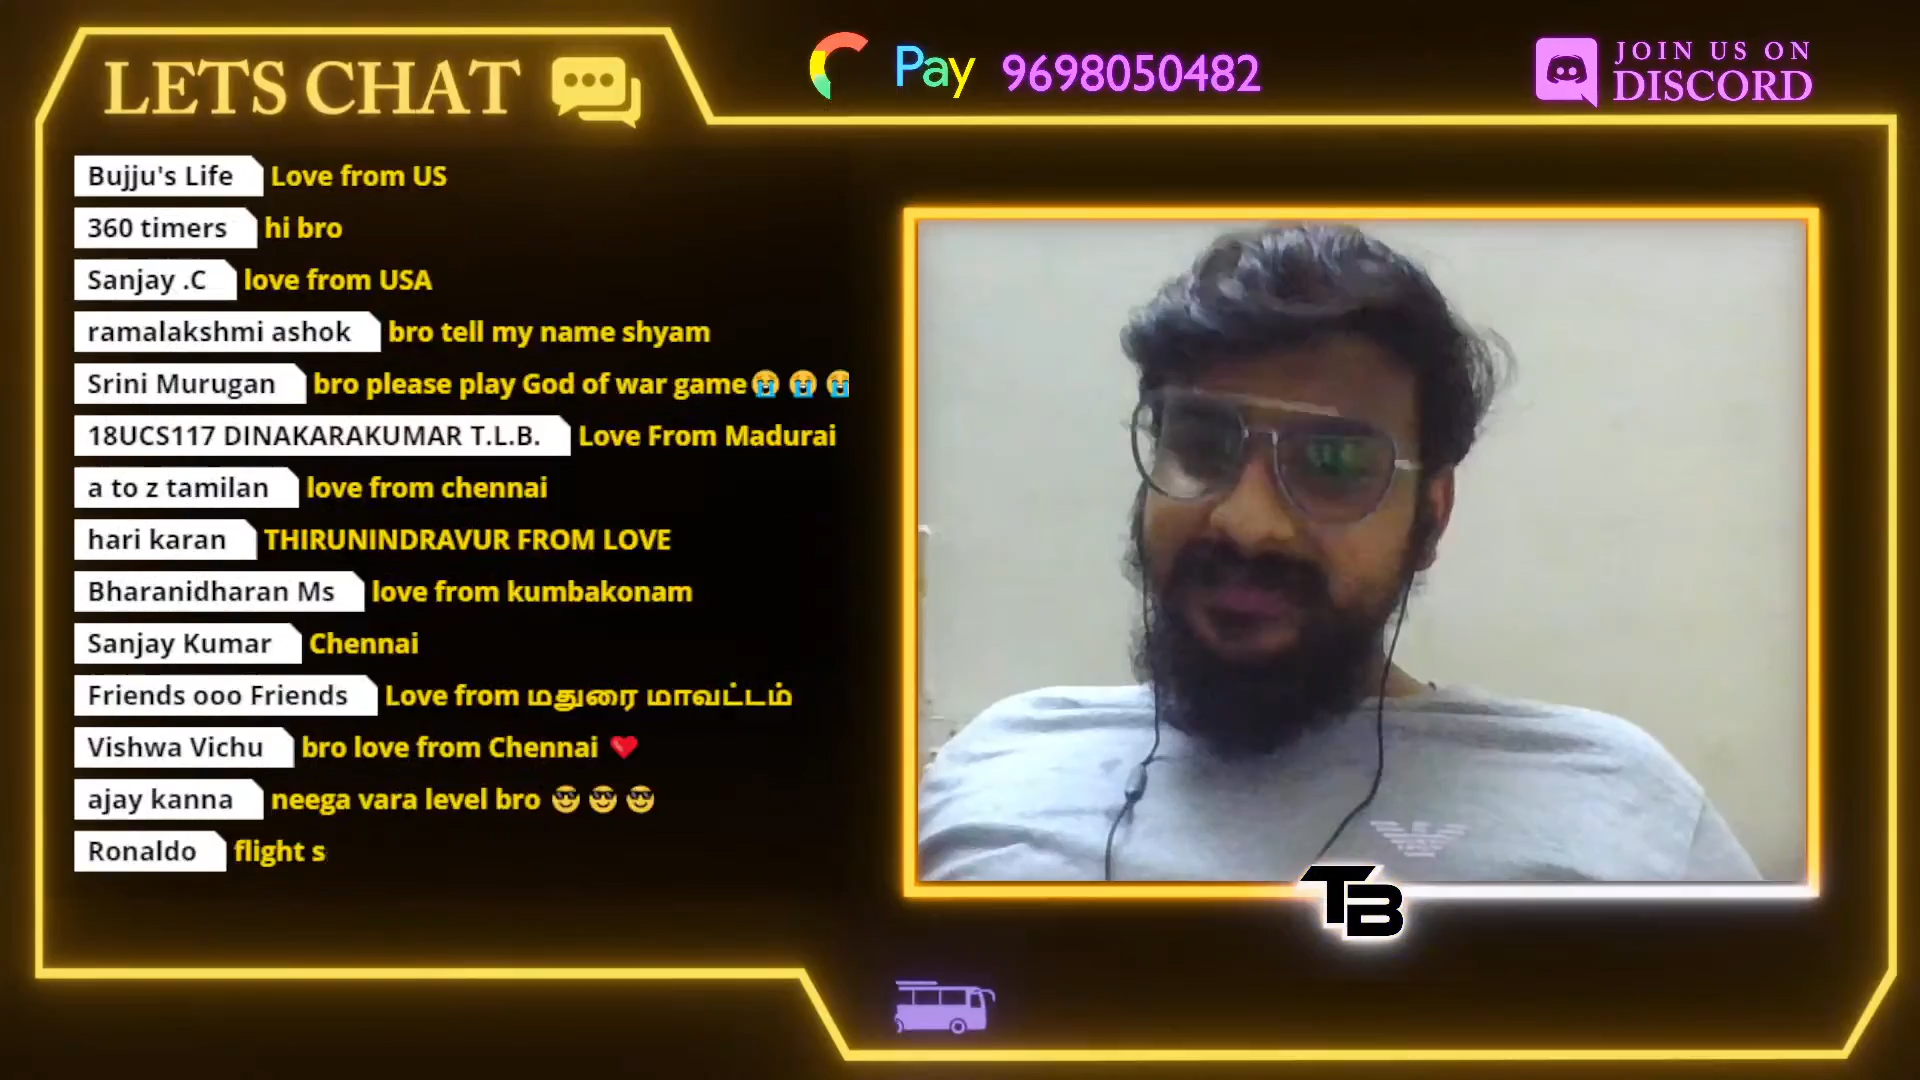 LETS CHAT
Pay 9698050482
JOIN US ON
DISCORD
Bujju's Life Love from US
360 timers hi bro
Sanjay .C love from USA
ramalakshmi ashok bro tell my name shyam
Srini Murugan bro please play God of war game😭 😭 😭
18UCS117 DINAKARAKUMAR T.L.B. Love From Madurai
a to z tamilan love from chennai
hari karan THIRUNINDRAVUR FROM LOVE
Bharanidharan Ms love from kumbakonam
Sanjay Kumar Chennai
Friends ooo Friends Love from மதுரை மாவட்டம்
Vishwa Vichu bro love from Chennai ❤️
ajay kanna neega vara level bro 😎 😎 😎
Ronaldo flight s
TB